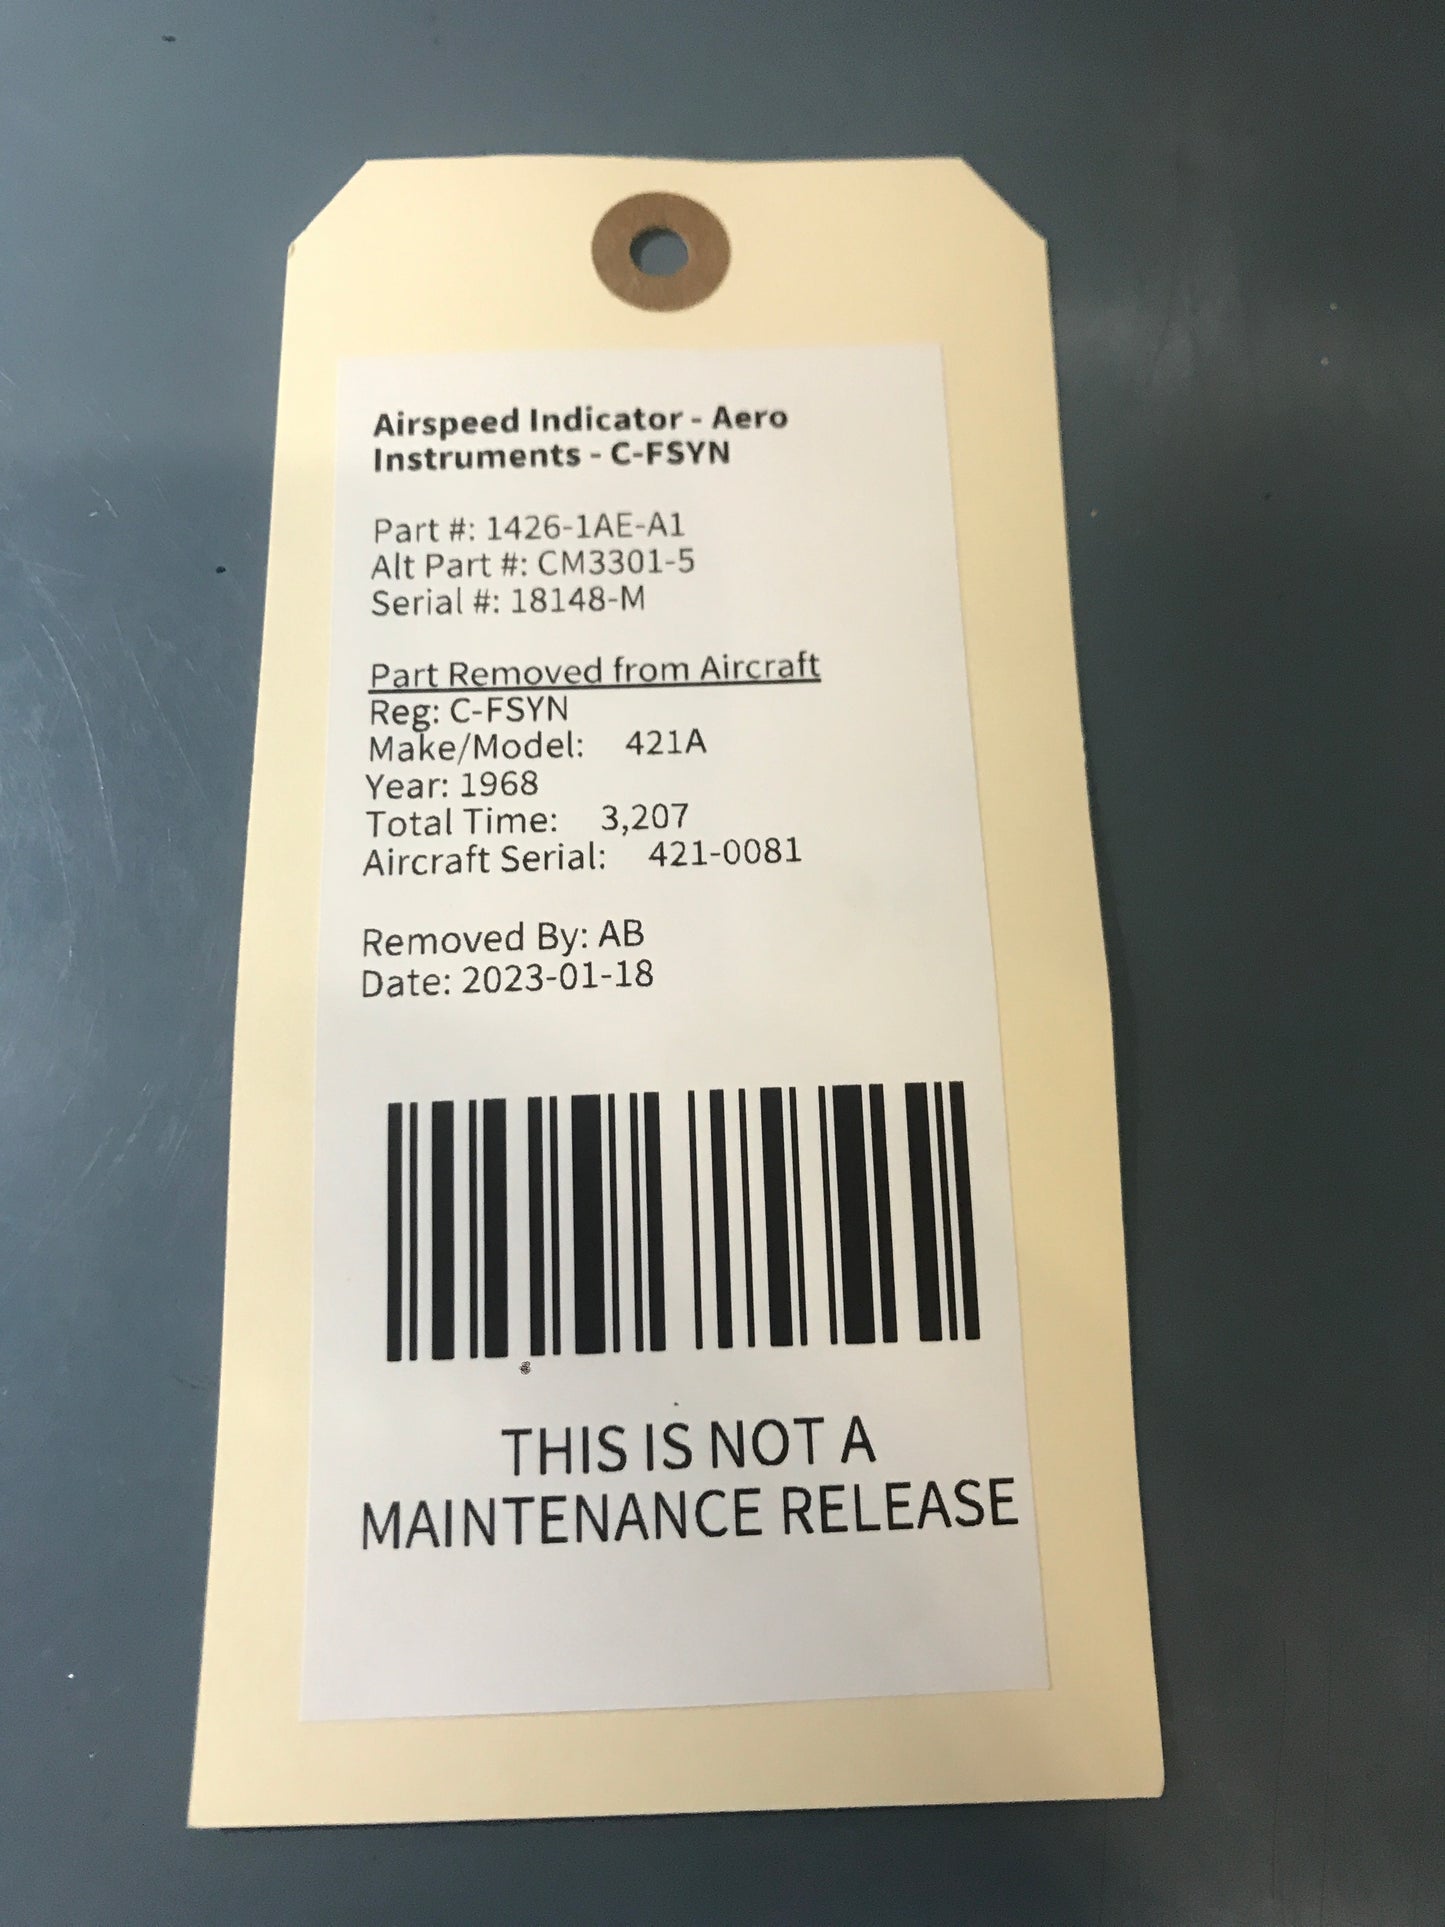 Airspeed Indicator - Aero
Instruments - C-FSYN
Part #: 1426-1AE-A1
Alt Part #: CM3301-5
Serial #: 18148-M
Part Removed from Aircraft
Reg: C-FSYN
Make/Model: 421A
Year: 1968
Total Time: 3,207
Aircraft Serial: 421-0081
Removed By: AB
Date: 2023-01-18
THIS IS NOT A
MAINTENANCE RELEASE